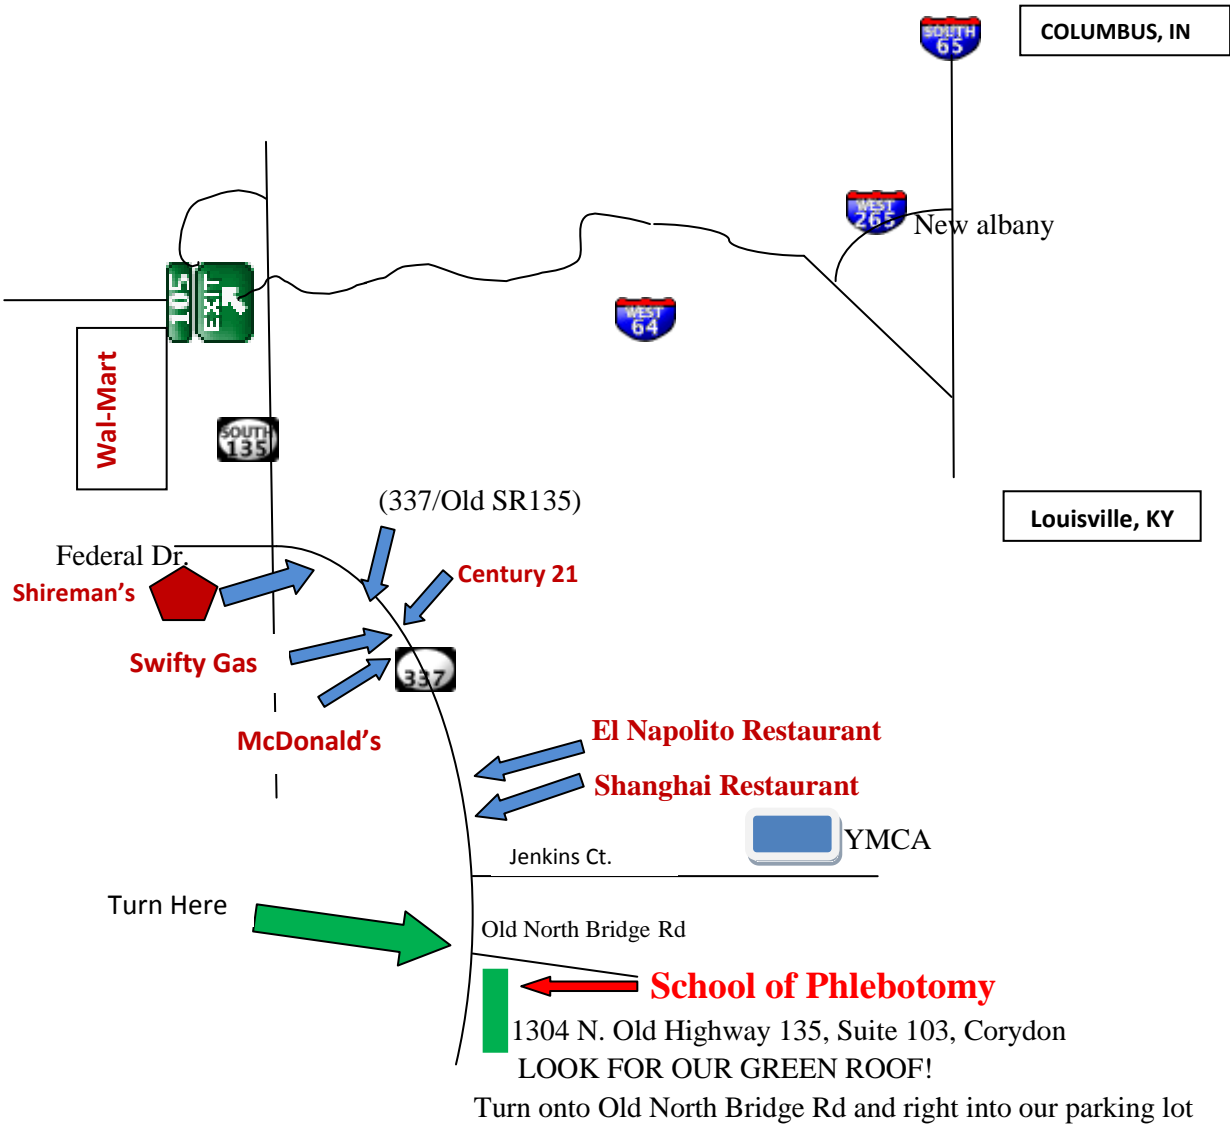 SOUTH
65
COLUMBUS, IN
WEST
265
New albany
105
EXIT
WEST
64
Wal-Mart
SOUTH
135
(337/Old SR135)
Louisville, KY
Federal Dr.
Shireman's
Century 21
Swifty Gas
337
McDonald's
El Napolito Restaurant
Shanghai Restaurant
YMCA
Jenkins Ct.
Turn Here
Old North Bridge Rd
School of Phlebotomy
1304 N. Old Highway 135, Suite 103, Corydon
LOOK FOR OUR GREEN ROOF!
Turn onto Old North Bridge Rd and right into our parking lot